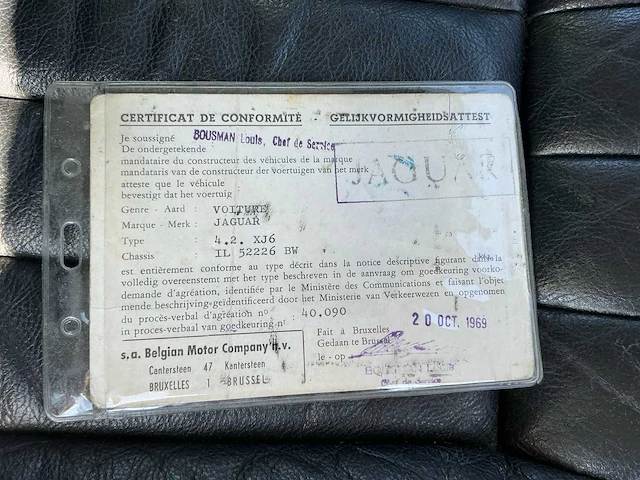 CERTIFICAT DE CONFORMITÉ - GELIJKVORMIGHEIDSATTEST
Je soussigné BOUSMAN Louis, Chef de Service
De ondergetekende
mandataire du constructeur des véhicules de la marque
mandataris van de constructeur der voertuigen van het merk
JAGUAR
atteste que le véhicule
bevestigt dat het voertuig
Genre - Aard : VOITURE
Marque - Merk : JAGUAR
Type : 4.2. XJ6
Chassis IL 52226 BW
est entièrement conforme au type décrit dans la notice descriptive figurant dans la
volledig overeenstemt met het type beschreven in de aanvraag om goedkeuring voorko-
demande d'agréation, identifiée par le Ministère des Communications et faisant l'objet
mende beschrijving-geïdentificeerd door het Ministerie van Verkeerwezen en opgenomen
du procès-verbal d'agréation nº 40.090
in proces-verbaal van goedkeuring nr
s.a. Belgian Motor Company n.v.
Cantersteen 47 Kantersteen
BRUXELLES 1 BRUSSEL
Fait à Bruxelles
Gedaan te Brussel
le - op
20 OCT. 1969
Chef de Service